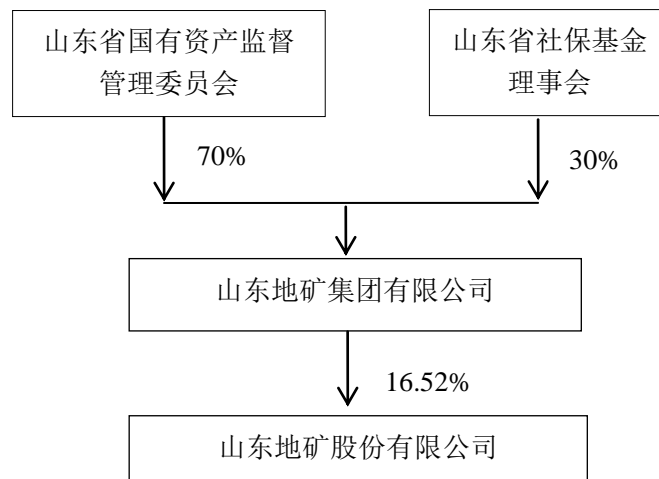 山东省国有资产监督
管理委员会
山东省社保基金
理事会
70%
30%
山东地矿集团有限公司
16.52%
山东地矿股份有限公司